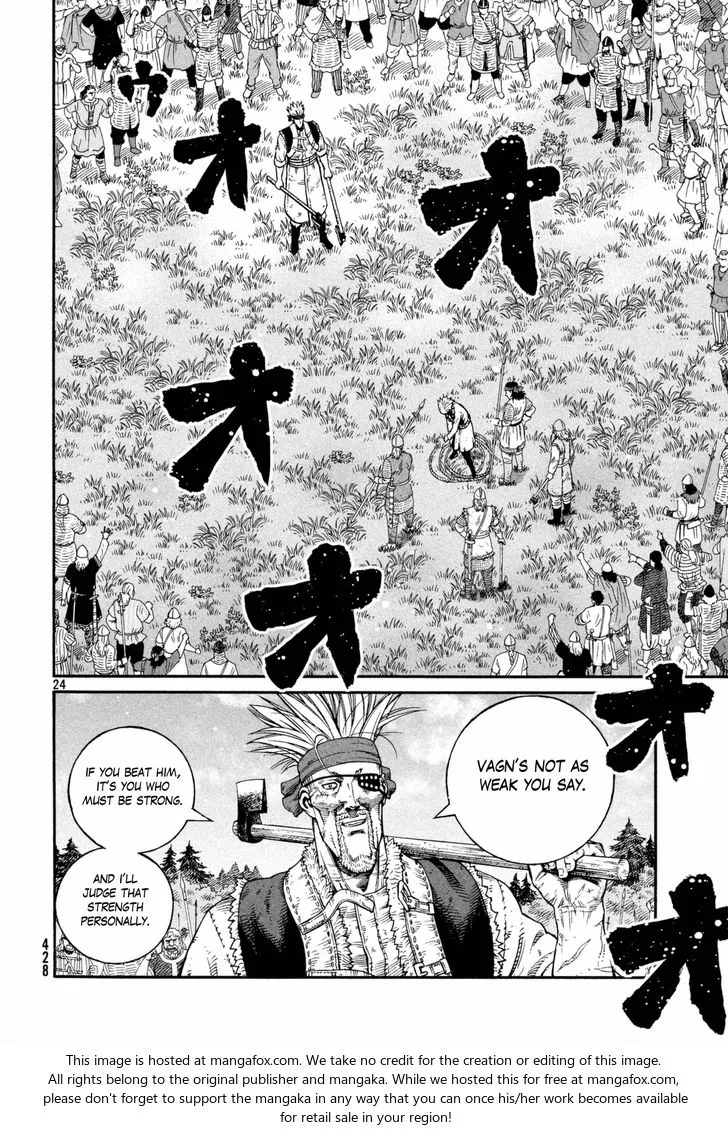 ウ
オ
オ
オ
オ
オ
オ
24
VAGN'S NOT AS
WEAK YOU SAY.
IF YOU BEAT HIM,
IT'S YOU WHO
MUST BE STRONG.
AND I'LL
JUDGE THAT
STRENGTH
PERSONALLY.
428
This image is hosted at mangafox.com. We take no credit for the creation or editing of this image.
All rights belong to the original publisher and mangaka. While we hosted this for free at mangafox.com,
please don't forget to support the mangaka in any way that you can once his/her work becomes available
for retail sale in your region!